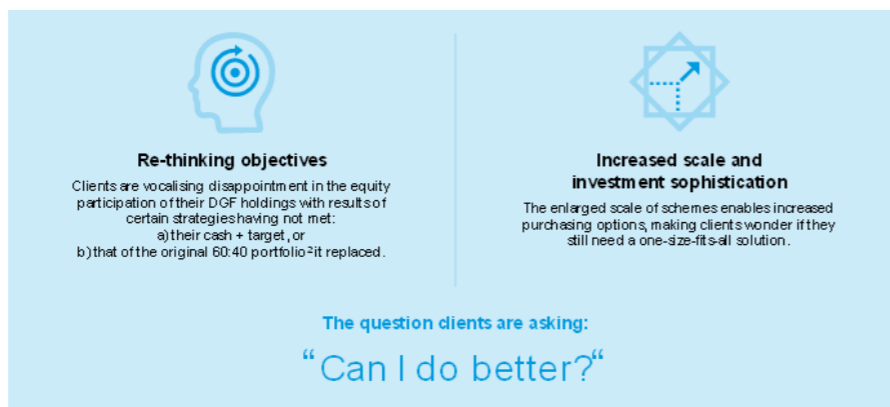 Re-thinking objectives
Clients are vocalising disappointment in the equity
participation of their DGF holdings with results of
certain strategies having not met:
a) their cash + target, or
b) that of the original 60:40 portfolio² it replaced.
Increased scale and
investment sophistication
The enlarged scale of schemes enables increased
purchasing options, making clients wonder if they
still need a one-size-fits-all solution.
The question clients are asking:
“Can I do better?“